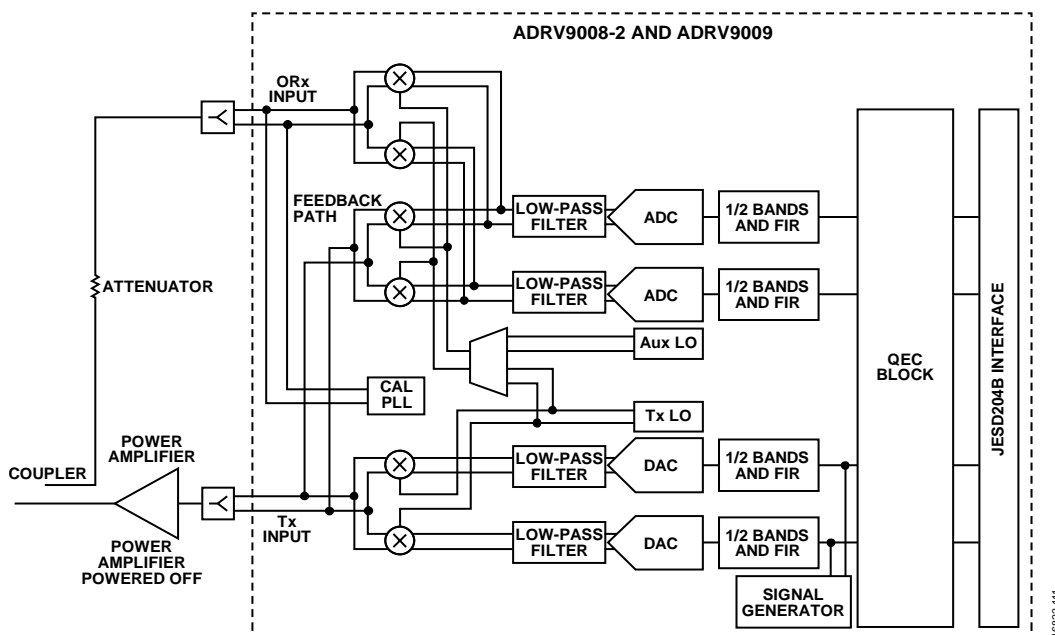 ADRV9008-2 AND ADRV9009
ORx
INPUT
FEEDBACK
PATH
LOW-PASS
FILTER
ADC
1/2 BANDS
AND FIR
ATTENUATOR
LOW-PASS
FILTER
ADC
1/2 BANDS
AND FIR
Aux LO
QEC
BLOCK
JESD204B INTERFACE
CAL
PLL
Tx LO
POWER
AMPLIFIER
COUPLER
LOW-PASS
FILTER
DAC
1/2 BANDS
AND FIR
Tx
INPUT
POWER
AMPLIFIER
POWERED OFF
LOW-PASS
FILTER
DAC
1/2 BANDS
AND FIR
SIGNAL
GENERATOR